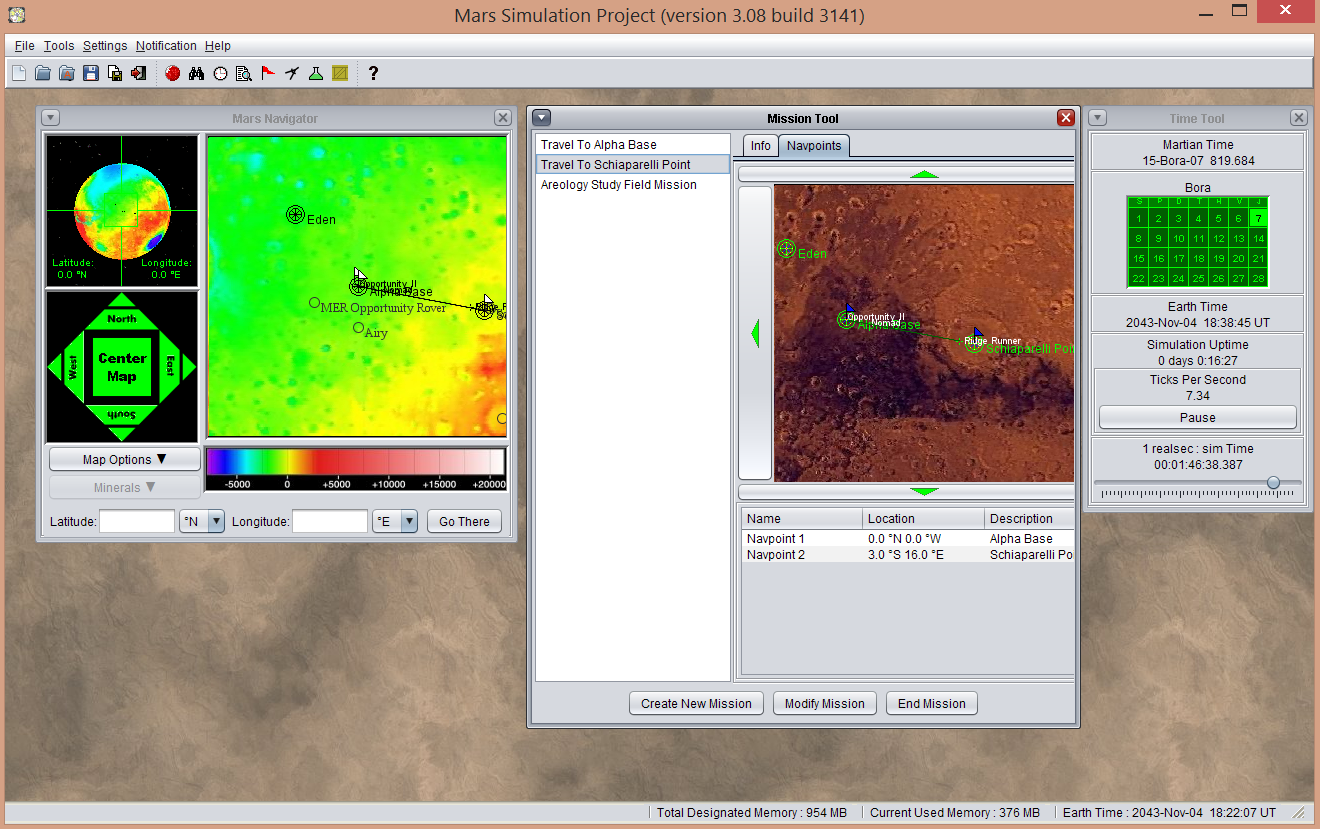 Mars Simulation Project (version 3.08 build 3141)
File Tools Settings Notification Help
?
Mars Navigator
Latitude: Longitude:
0.0 °N 0.0 °E
Eden
Opportunity_II
Alpha Base
MER Opportunity Rover
Airy
North
West
Center
Map
East
South
Map Options ▼
Minerals ▼
-5000 0 +5000 +10000 +15000 +20000
Latitude: °N Longitude: °E Go There
Mission Tool
Travel To Alpha Base
Travel To Schiaparelli Point
Areology Study Field Mission
Info Navpoints
Eden
Opportunity_II
Nomad
Alpha Base
Ridge_Runner
Schiaparelli Poi
Name Location Description
Navpoint 1 0.0 °N 0.0 °W Alpha Base
Navpoint 2 3.0 °S 16.0 °E Schiaparelli Po
Create New Mission Modify Mission End Mission
Time Tool
Martian Time
15-Bora-07 819.684
Bora
S P D T H V J
1 2 3 4 5 6 7
8 9 10 11 12 13 14
15 16 17 18 19 20 21
22 23 24 25 26 27 28
Earth Time
2043-Nov-04 18:38:45 UT
Simulation Uptime
0 days 0:16:27
Ticks Per Second
7.34
Pause
1 realsec : sim Time
00:01:46:38.387
Total Designated Memory : 954 MB Current Used Memory : 376 MB Earth Time : 2043-Nov-04 18:22:07 UT